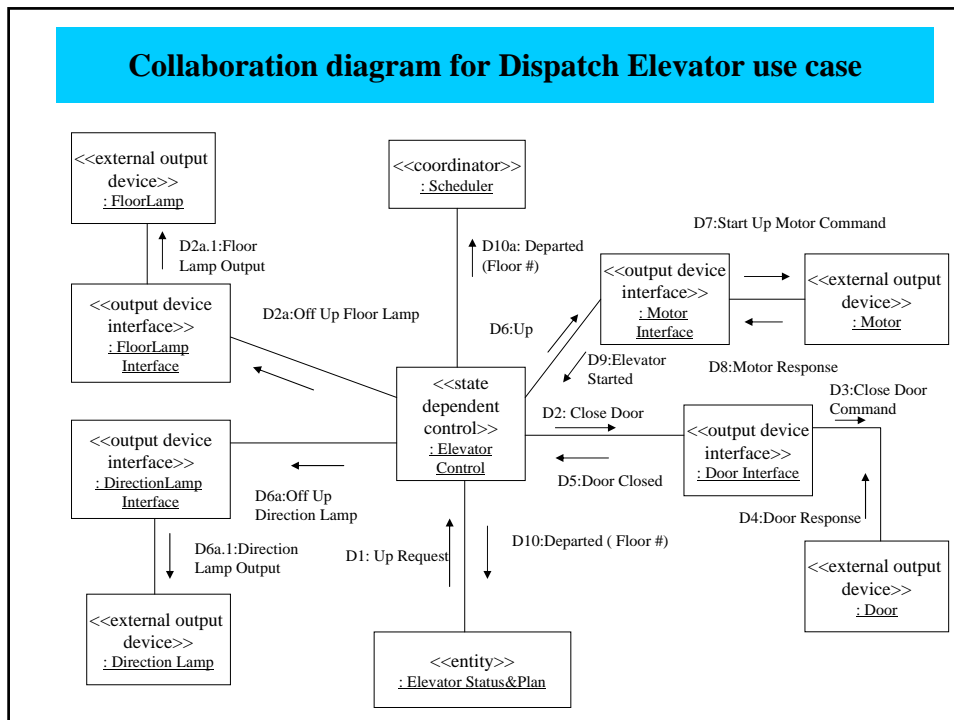 Collaboration diagram for Dispatch Elevator use case
<<external output
device>>
: FloorLamp
<<coordinator>>
: Scheduler
D7:Start Up Motor Command
D2a.1:Floor
Lamp Output
D10a: Departed
(Floor #)
<<output device
interface>>
: Motor
Interface
<<external output
device>>
: Motor
<<output device
interface>>
: FloorLamp
Interface
D2a:Off Up Floor Lamp
D6:Up
D9:Elevator
Started
D8:Motor Response
<<state
dependent
control>>
: Elevator
Control
D3:Close Door
Command
D2: Close Door
<<output device
interface>>
: Door Interface
<<output device
interface>>
: DirectionLamp
Interface
D5:Door Closed
D6a:Off Up
Direction Lamp
D4:Door Response
D6a.1:Direction
Lamp Output
D1: Up Request
D10:Departed ( Floor #)
<<external output
device>>
: Door
<<external output
device>>
: Direction Lamp
<<entity>>
: Elevator Status&Plan